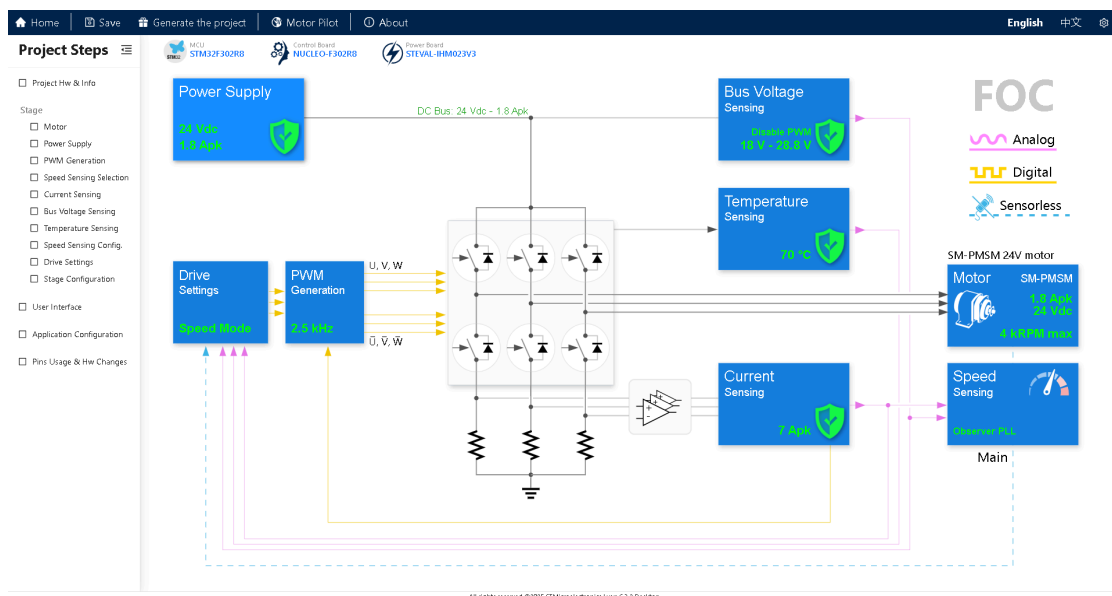 Home
Save
Generate the project
Motor Pilot
About
English
中文
Project Steps
MCU
STM32F302R8
Control Board
NUCLEO-F302R8
Power Board
STEVAL-IHM023V3
Project Hw & Info
Stage
Motor
Power Supply
PWM Generation
Speed Sensing Selection
Current Sensing
Bus Voltage Sensing
Temperature Sensing
Speed Sensing Config.
Drive Settings
Stage Configuration
User Interface
Application Configuration
Pins Usage & Hw Changes
Power Supply
24 Vdc
1.8 Apk
DC Bus: 24 Vdc - 1.8 Apk
Bus Voltage
Sensing
Disable PWM
18 V - 28.8 V
FOC
Analog
Digital
Sensorless
Temperature
Sensing
70 °C
Drive
Settings
Speed Mode
PWM
Generation
2.5 kHz
U, V, W
U̅, V̅, W̅
SM-PMSM 24V motor
Motor
SM-PMSM
1.8 Apk
24 Vdc
4 kRPM max
Current
Sensing
7 Apk
Speed
Sensing
Observer PLL
Main